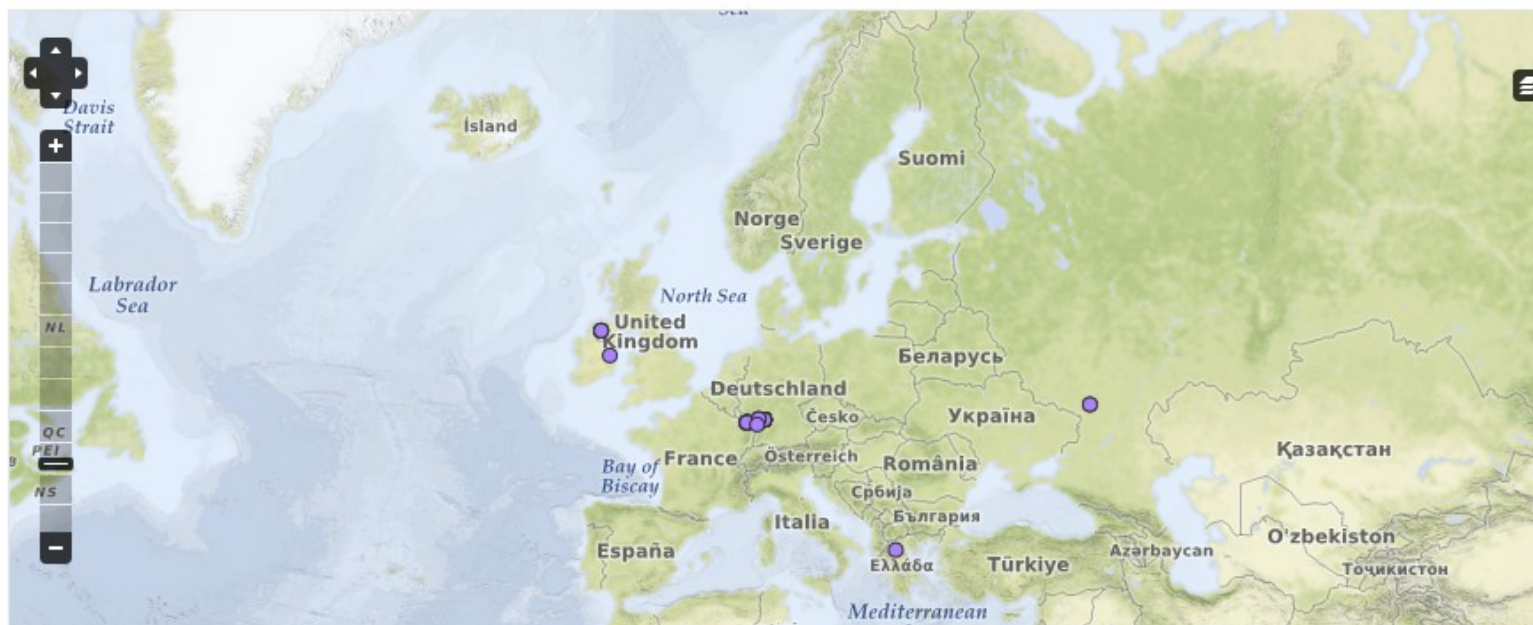 Sea
Davis
Strait
Ísland
Suomi
Norge
Sverige
Labrador
Sea
North Sea
NL
United
Kingdom
Беларусь
Deutschland
Česko
Україна
QC
PEI
B
NS
France
Österreich
România
Қазақстан
Bay of
Biscay
Србија
България
Italia
España
Ελλάδα
Türkiye
Azərbaycan
O'zbekiston
Тоҷикистон
Mediterranean